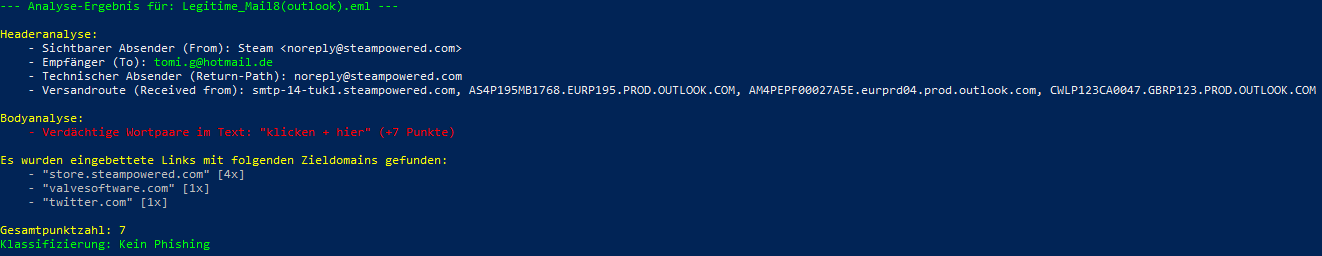 --- Analyse-Ergebnis für: Legitime_Mail8(outlook).eml ---
Headeranalyse:
- Sichtbarer Absender (From): Steam <noreply@steampowered.com>
- Empfänger (To): tomi.g@hotmail.de
- Technischer Absender (Return-Path): noreply@steampowered.com
- Versandroute (Received from): smtp-14-tuk1.steampowered.com, AS4P195MB1768.EURP195.PROD.OUTLOOK.COM, AM4PEPF00027A5E.eurprd04.prod.outlook.com, CWLP123CA0047.GBRP123.PROD.OUTLOOK.COM
Bodyanalyse:
- Verdächtige Wortpaare im Text: "klicken + hier" (+7 Punkte)
Es wurden eingebettete Links mit folgenden Zieldomains gefunden:
- "store.steampowered.com" [4x]
- "valvesoftware.com" [1x]
- "twitter.com" [1x]
Gesamtpunktzahl: 7
Klassifizierung: Kein Phishing